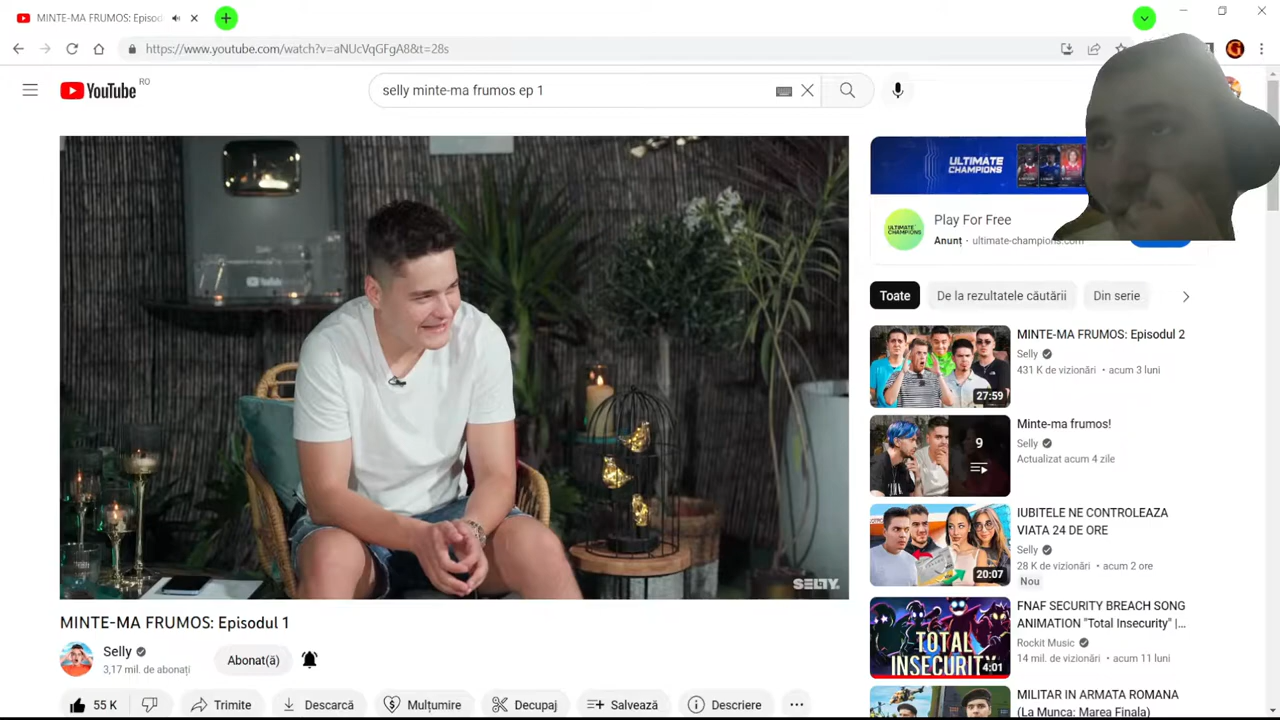 MINTE-MA FRUMOS: Episod
https://www.youtube.com/watch?v=aNUcVqGFgA8&t=28s
G
YouTube RO
selly minte-ma frumos ep 1
YouTube
SELTY.
ULTIMATE
CHAMPIONS
ULTIMATE
CHAMPIONS
Play For Free
Anunț · ultimate-champions.com
Toate
De la rezultatele căutării
Din serie
MINTE-MA FRUMOS: Episodul 2
Selly
431 K de vizionări • acum 3 luni
27:59
Minte-ma frumos!
Selly
Actualizat acum 4 zile
9
IUBITELE NE CONTROLEAZA
VIATA 24 DE ORE
Selly
28 K de vizionări • acum 2 ore
Nou
20:07
FNAF SECURITY BREACH SONG
ANIMATION "Total Insecurity" |...
Rockit Music
14 mil. de vizionări • acum 11 luni
TOTAL
INSECURITY
4:01
MILITAR IN ARMATA ROMANA
(La Munca: Marea Finala)
MINTE-MA FRUMOS: Episodul 1
Selly
3,17 mil. de abonați
Abonat(ă)
55 K
Trimite
Descarcă
Mulțumire
Decupaj
Salvează
Descriere